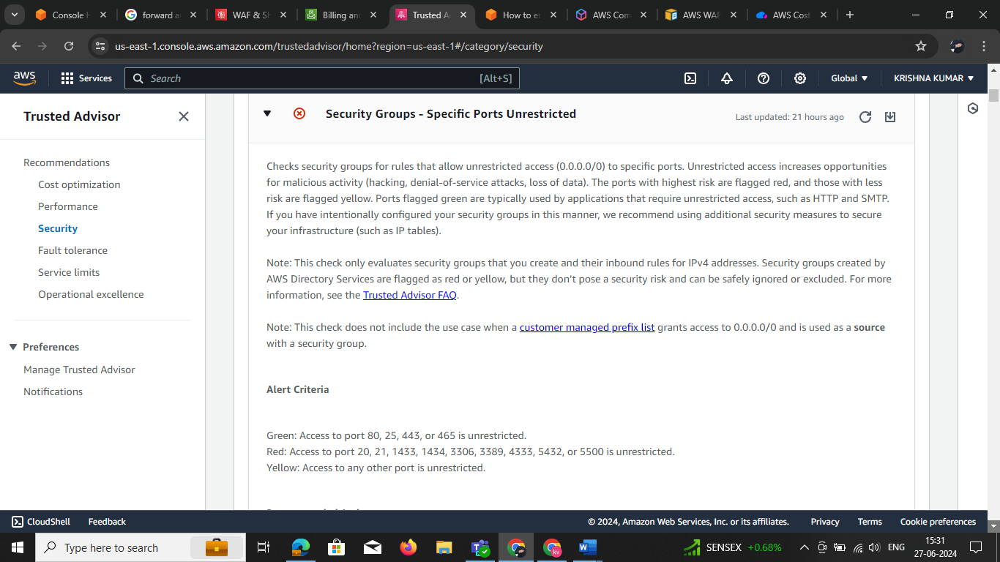 Console H
forward a
WAF & Sh
Billing and
Trusted A
How to e
AWS Com
AWS WAF
AWS Cost
us-east-1.console.aws.amazon.com/trustedadvisor/home?region=us-east-1#/category/security
aws
Services
Search
[Alt+S]
Global
KRISHNA KUMAR
Trusted Advisor
Recommendations
Cost optimization
Performance
Security
Fault tolerance
Service limits
Operational excellence
Preferences
Manage Trusted Advisor
Notifications
Security Groups - Specific Ports Unrestricted
Last updated: 21 hours ago
Checks security groups for rules that allow unrestricted access (0.0.0.0/0) to specific ports. Unrestricted access increases opportunities
for malicious activity (hacking, denial-of-service attacks, loss of data). The ports with highest risk are flagged red, and those with less
risk are flagged yellow. Ports flagged green are typically used by applications that require unrestricted access, such as HTTP and SMTP.
If you have intentionally configured your security groups in this manner, we recommend using additional security measures to secure
your infrastructure (such as IP tables).
Note: This check only evaluates security groups that you create and their inbound rules for IPv4 addresses. Security groups created by
AWS Directory Services are flagged as red or yellow, but they don't pose a security risk and can be safely ignored or excluded. For more
information, see the Trusted Advisor FAQ.
Note: This check does not include the use case when a customer managed prefix list grants access to 0.0.0.0/0 and is used as a source
with a security group.
Alert Criteria
Green: Access to port 80, 25, 443, or 465 is unrestricted.
Red: Access to port 20, 21, 1433, 1434, 3306, 3389, 4333, 5432, or 5500 is unrestricted.
Yellow: Access to any other port is unrestricted.
CloudShell
Feedback
© 2024, Amazon Web Services, Inc. or its affiliates.
Privacy
Terms
Cookie preferences
Type here to search
SENSEX +0.68%
ENG
15:31
27-06-2024